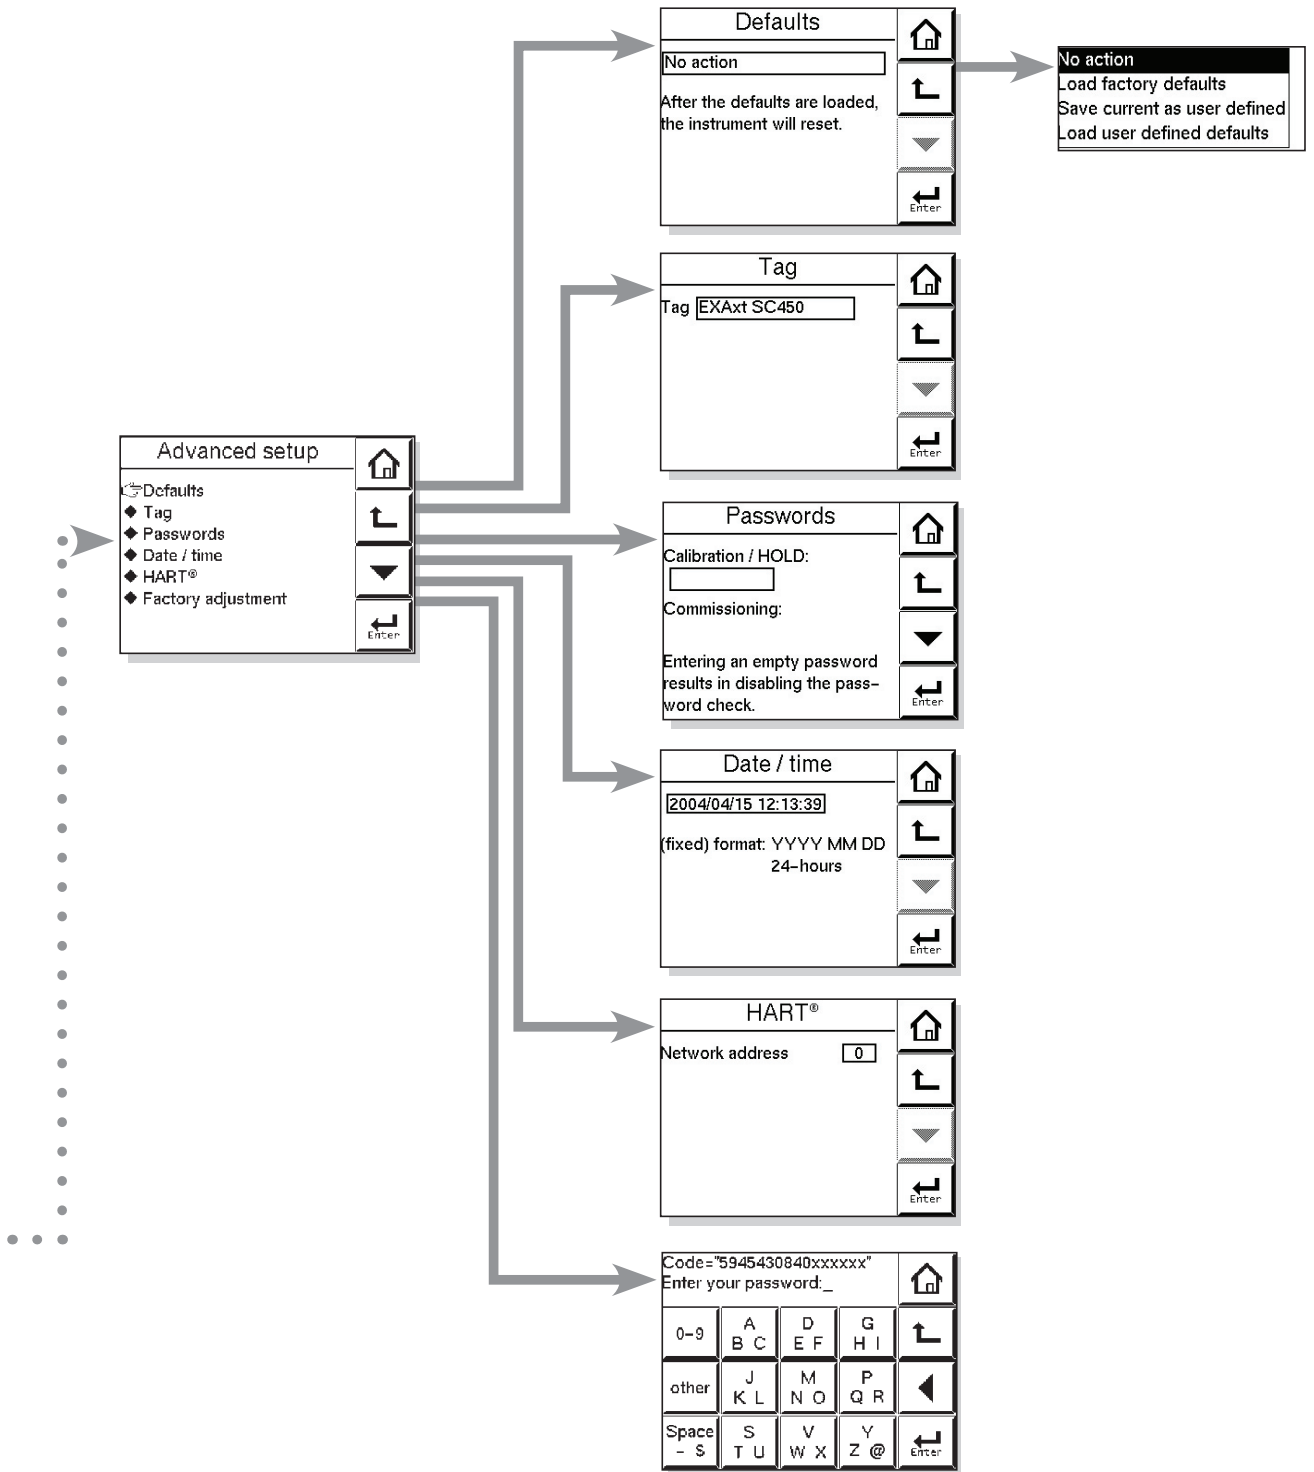 Defaults
No action
After the defaults are loaded,
the instrument will reset.
Enter
No action
Load factory defaults
Save current as user defined
Load user defined defaults
Tag
Tag EXAxt SC450
Enter
Advanced setup
Defaults
Tag
Passwords
Date / time
HART®
Factory adjustment
Enter
Passwords
Calibration / HOLD:
Commissioning:
Entering an empty password
results in disabling the pass-
word check.
Enter
Date / time
2004/04/15 12:13:39
(fixed) format: YYYY MM DD
24-hours
Enter
HART®
Network address 0
Enter
Code="5945430840xxxxxx"
Enter your password:_
0-9
A
B C
D
E F
G
H I
other
J
K L
M
N O
P
Q R
Space
- $
S
T U
V
W X
Y
Z @
Enter